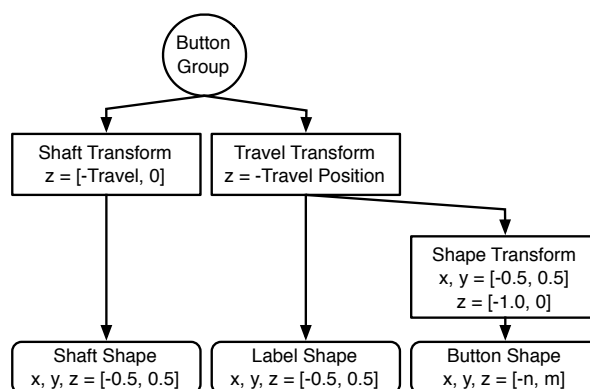 Button
Group
Shaft Transform
z = [-Travel, 0]
Travel Transform
z = -Travel Position
Shape Transform
x, y = [-0.5, 0.5]
z = [-1.0, 0]
Shaft Shape
x, y, z = [-0.5, 0.5]
Label Shape
x, y, z = [-0.5, 0.5]
Button Shape
x, y, z = [-n, m]